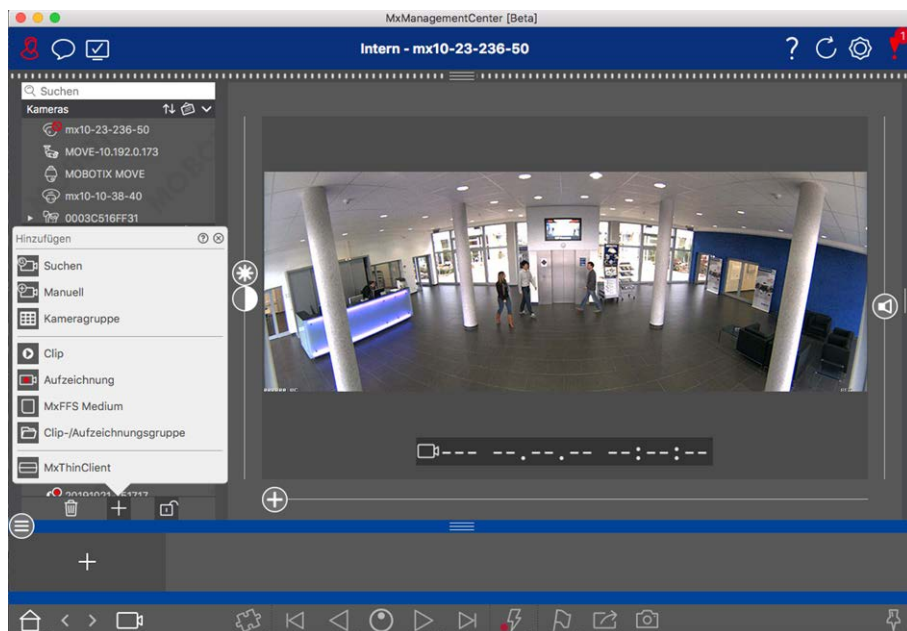 MxManagementCenter [Beta]
Intern - mx10-23-236-50
?
1
Suchen
Kameras
mx10-23-236-50
MOVE-10.192.0.173
MOBOTIX MOVE
mx10-10-38-40
0003C516FF31
Hinzufügen
Suchen
Manuell
Kameragruppe
Clip
Aufzeichnung
MxFFS Medium
Clip-/Aufzeichnungsgruppe
MxThinClient
--- --.--.-- --:--:--